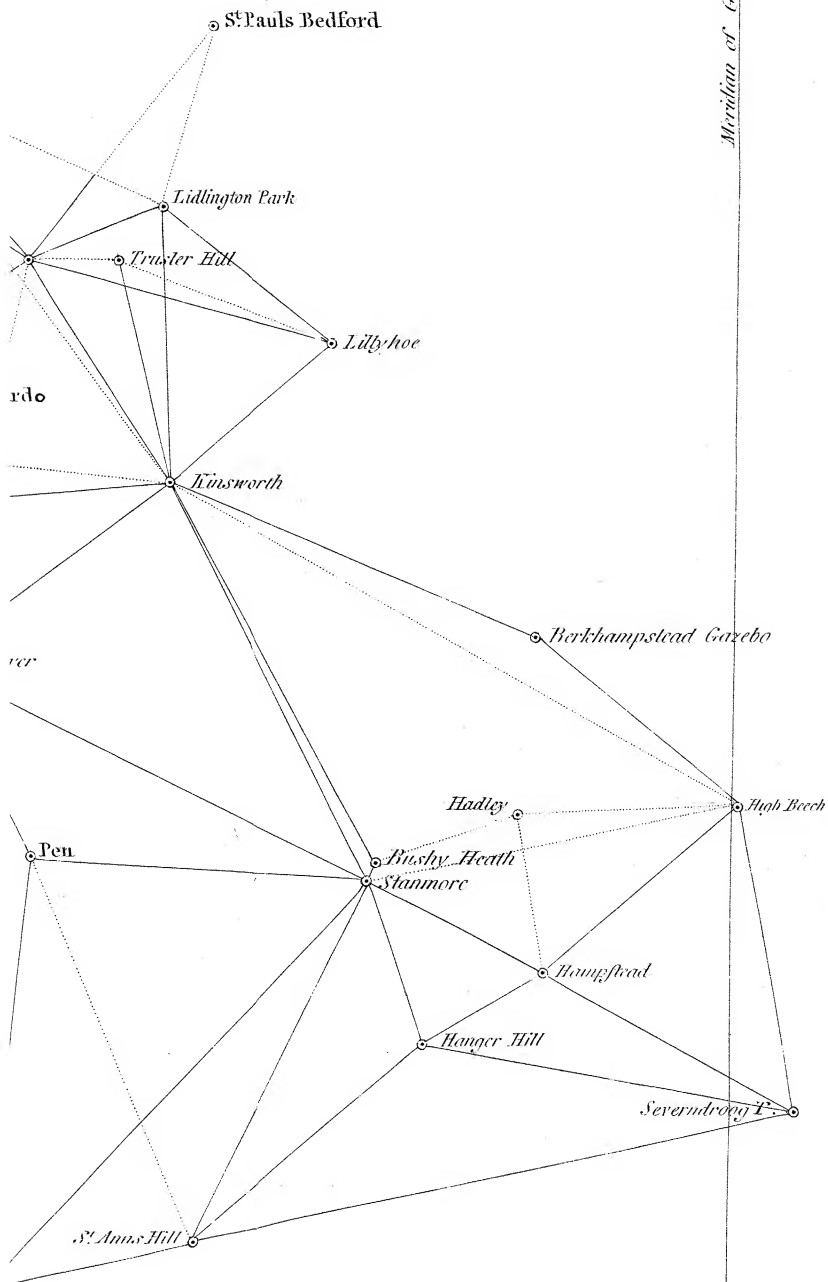 St. Pauls Bedford
Meridian of G
Lidlington Park
Trusler Hill
Lillyhoe
rdo
Kinsworth
Berkhampstead Gazebo
ver
Hadley
High Beech
Pen
Bushy Heath
Stanmore
Hampstead
Hanger Hill
Severndroog T.
St. Anns Hill